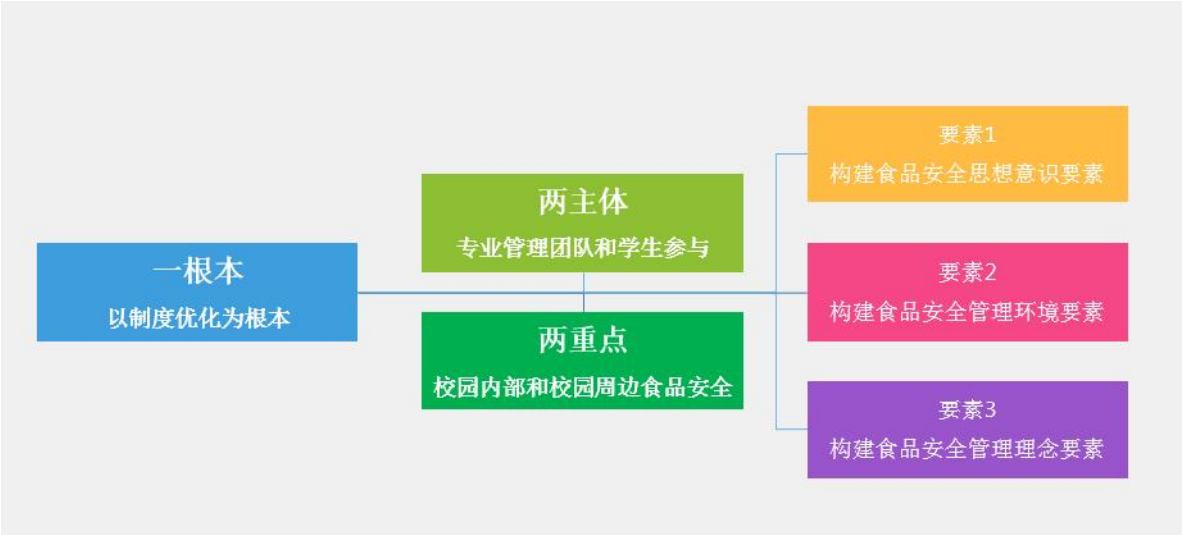 一根本
以制度优化为根本
两主体
专业管理团队和学生参与
两重点
校园内部和校园周边食品安全
要素1
构建食品安全思想意识要素
要素2
构建食品安全管理环境要素
要素3
构建食品安全管理理念要素